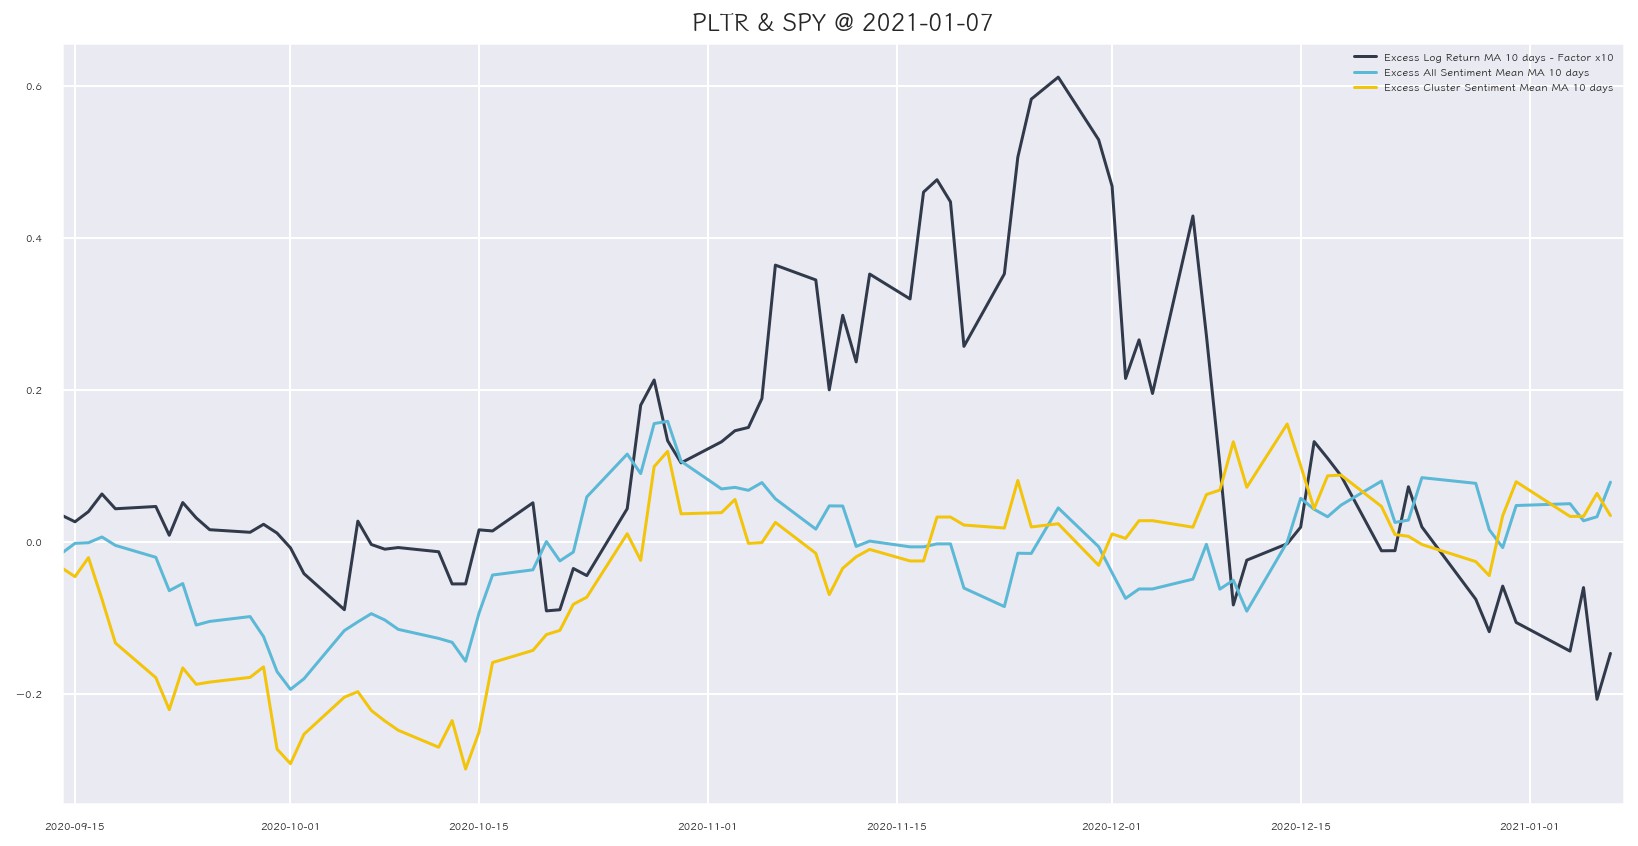 PLTR & SPY @ 2021-01-07
Excess Log Return MA 10 days - Factor x10
Excess All Sentiment Mean MA 10 days
Excess Cluster Sentiment Mean MA 10 days
0.6
0.4
0.2
0.0
−0.2
2020-09-15 2020-10-01 2020-10-15 2020-11-01 2020-11-15 2020-12-01 2020-12-15 2021-01-01